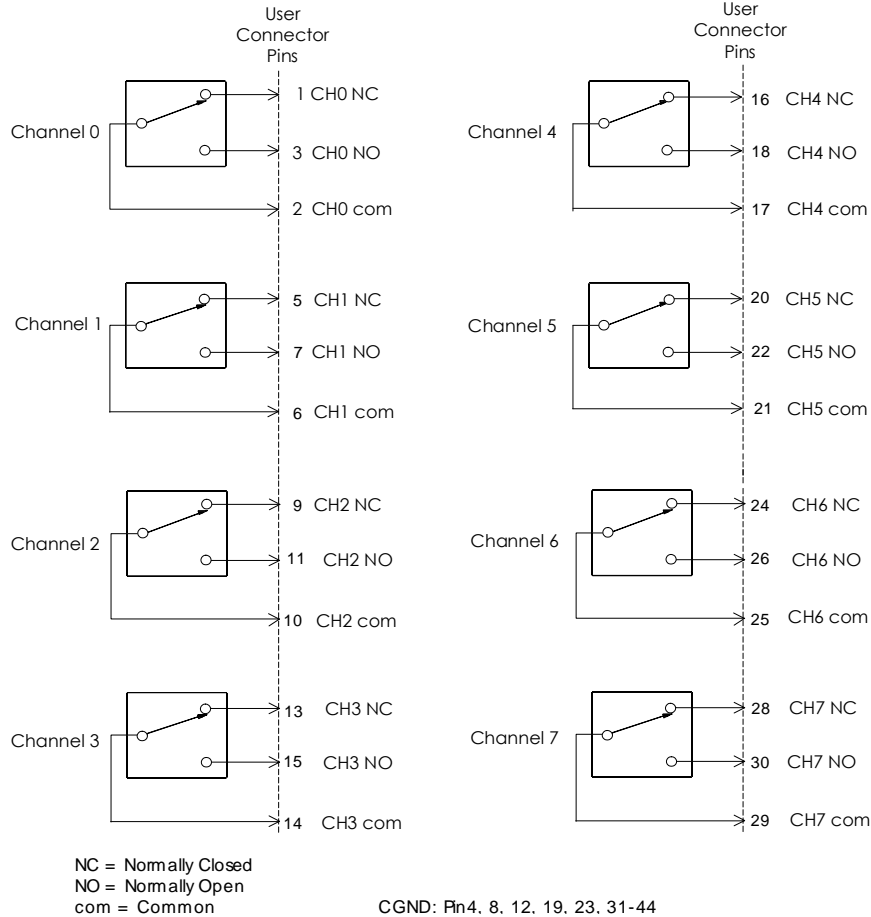 User
Connector
Pins
Channel 0
1 CH0 NC
3 CH0 NO
2 CH0 com
Channel 1
5 CH1 NC
7 CH1 NO
6 CH1 com
Channel 2
9 CH2 NC
11 CH2 NO
10 CH2 com
Channel 3
13 CH3 NC
15 CH3 NO
14 CH3 com
User
Connector
Pins
Channel 4
16 CH4 NC
18 CH4 NO
17 CH4 com
Channel 5
20 CH5 NC
22 CH5 NO
21 CH5 com
Channel 6
24 CH6 NC
26 CH6 NO
25 CH6 com
Channel 7
28 CH7 NC
30 CH7 NO
29 CH7 com
NC = Normally Closed
NO = Normally Open
com = Common
CGND: Pin4, 8, 12, 19, 23, 31-44